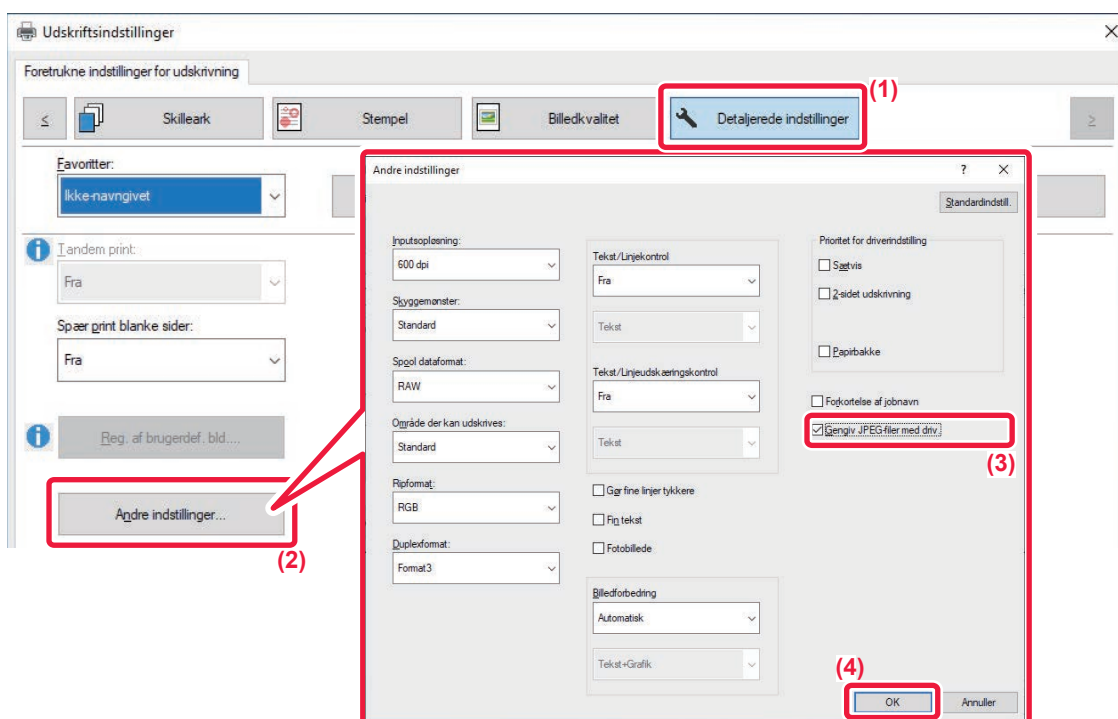 Udskriftsindstillinger
Foretrukne indstillinger for udskrivning
(1)
< Skilleark Stempel Billedkvalitet Detaljerede indstillinger >
Favoritter:
Ikke-navngivet
Tandem print:
Fra
Spær print blanke sider:
Fra
Reg. af brugerdef. bld....
Andre indstillinger...
(2)
Andre indstillinger ?
Standardindstill.
Inputsopløsning:
600 dpi
Skyggemønster:
Standard
Spool dataformat:
RAW
Område der kan udskrives:
Standard
Ripformat:
RGB
Duplexformat:
Format3
Tekst/Linjekontrol
Fra
Tekst
Tekst/Linjeudskæringskontrol
Fra
Tekst
Gør fine linjer tykkere
Fin tekst
Fotobillede
Billedforbedring
Automatisk
Tekst+Grafik
Prioritet for driverindstilling
Sætvis
2-sidet udskrivning
Papirbakke
Forkortelse af jobnavn
Gengiv JPEG-filer med driv.
(3)
(4)
OK Annuller